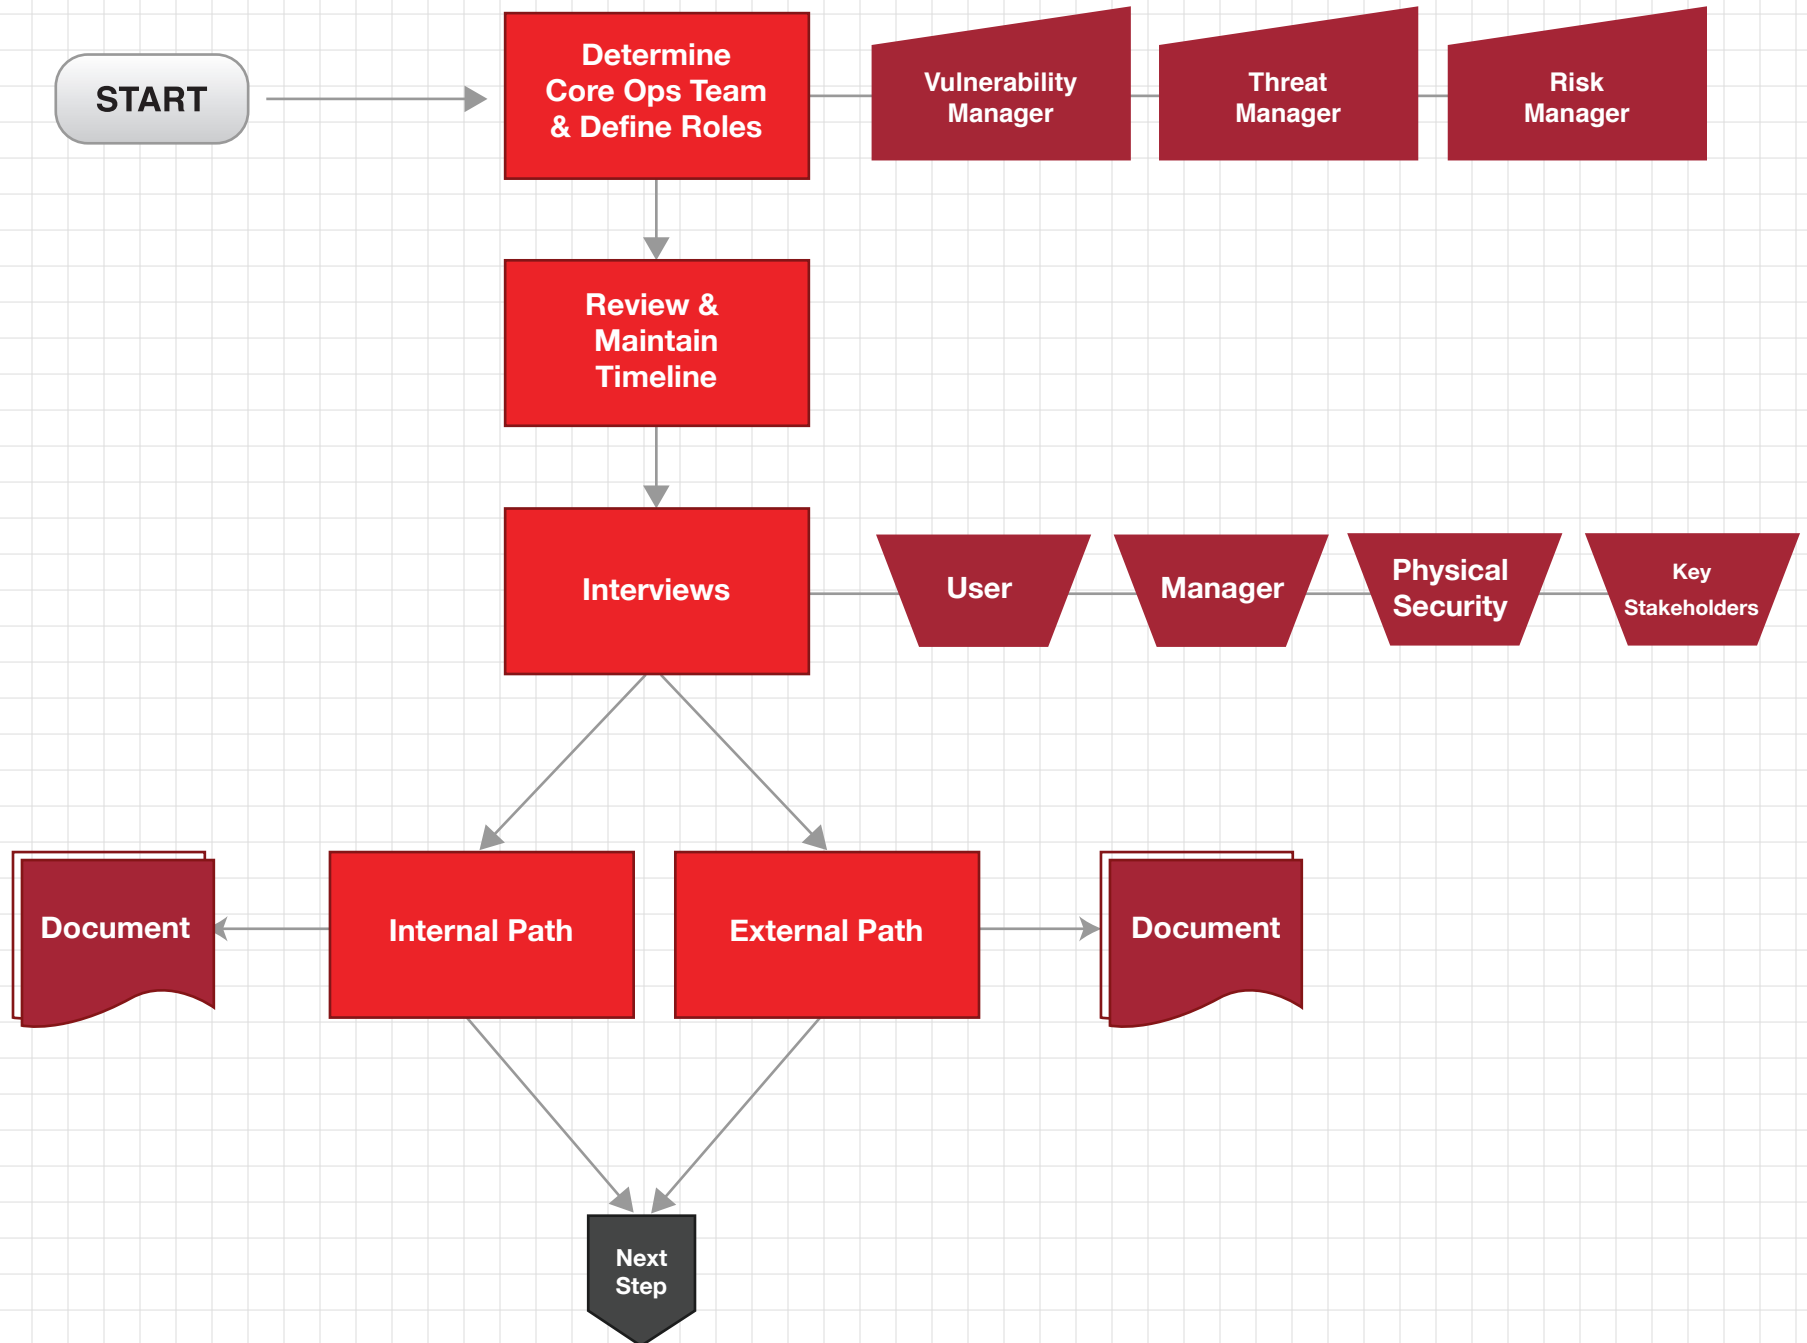 START
Determine
Core Ops Team
& Define Roles
Vulnerability
Manager
Threat
Manager
Risk
Manager
Review &
Maintain
Timeline
Interviews
User
Manager
Physical
Security
Key
Stakeholders
Document
Internal Path
External Path
Document
Next
Step